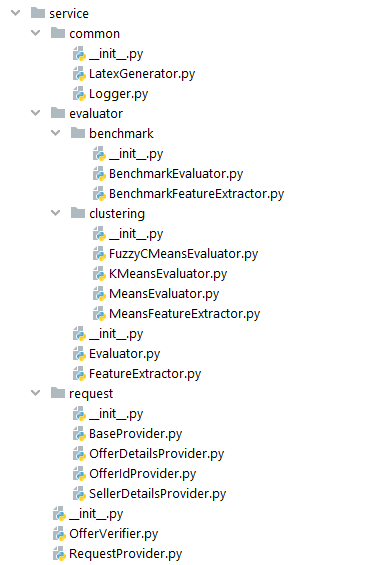 service
common
__init__.py
LatexGenerator.py
Logger.py
evaluator
benchmark
__init__.py
BenchmarkEvaluator.py
BenchmarkFeatureExtractor.py
clustering
__init__.py
FuzzyCMeansEvaluator.py
KMeansEvaluator.py
MeansEvaluator.py
MeansFeatureExtractor.py
__init__.py
Evaluator.py
FeatureExtractor.py
request
__init__.py
BaseProvider.py
OfferDetailsProvider.py
OfferIdProvider.py
SellerDetailsProvider.py
__init__.py
OfferVerifier.py
RequestProvider.py